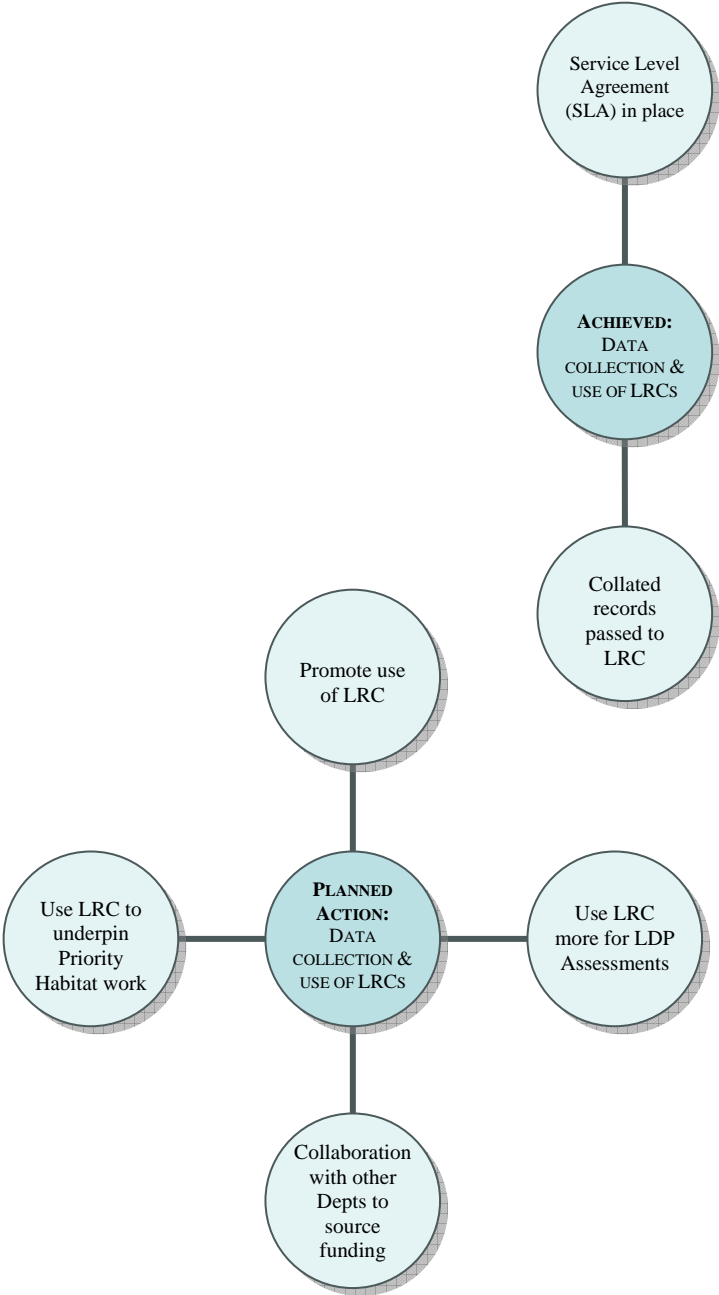 Service Level
Agreement
(SLA) in place
ACHIEVED:
DATA
COLLECTION &
USE OF LRCS
Collated
records
passed to
LRC
Promote use
of LRC
Use LRC to
underpin
Priority
Habitat work
PLANNED
ACTION:
DATA
COLLECTION &
USE OF LRCS
Use LRC
more for LDP
Assessments
Collaboration
with other
Depts to
source
funding